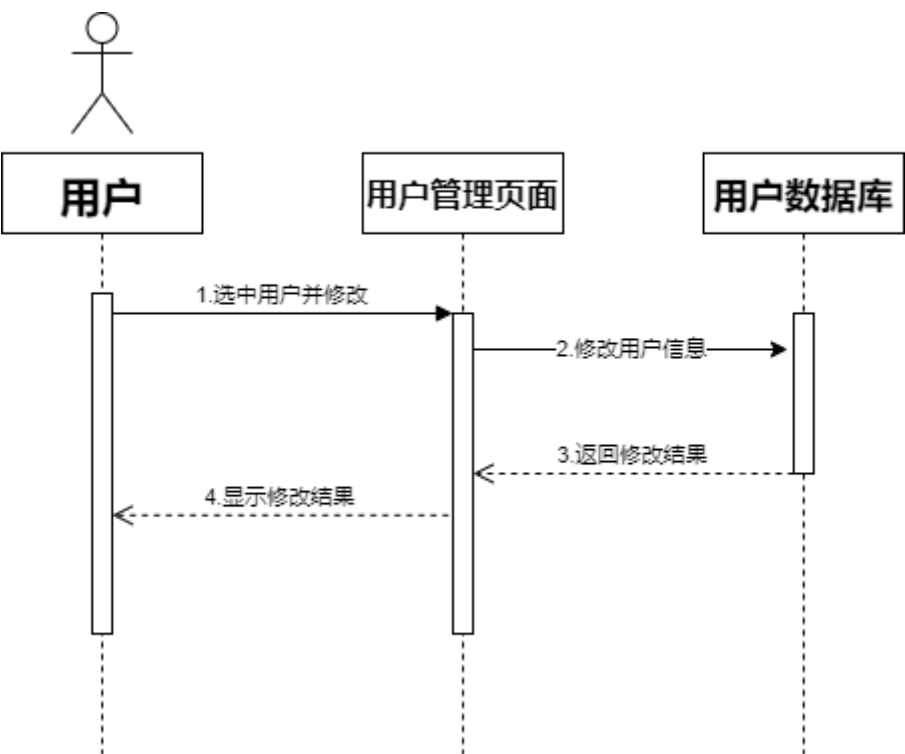 用户
用户管理页面
用户数据库
1.选中用户并修改
2.修改用户信息
3.返回修改结果
4.显示修改结果